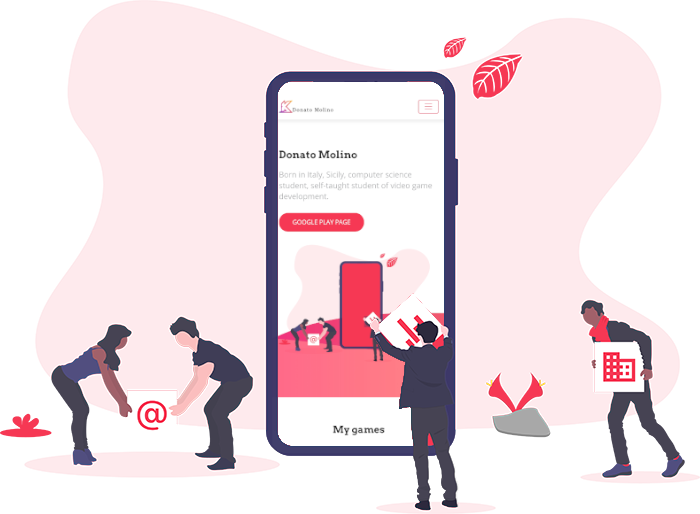 Donato Molino
Donato Molino
Born in Italy, Sicily, computer science
student, self-taught student of video game
development.
GOOGLE PLAY PAGE
@
@
My games